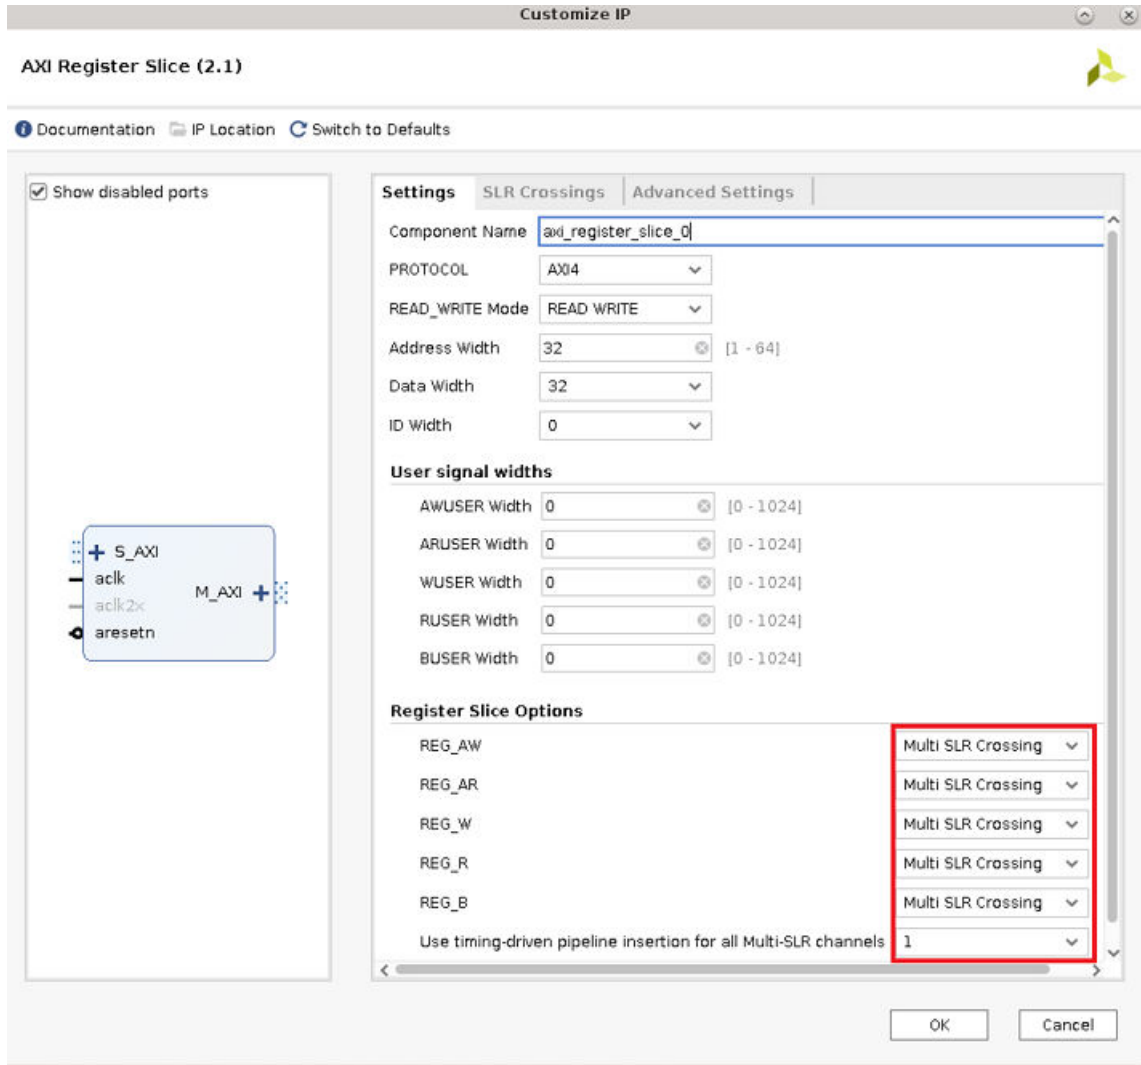 Customize IP
AXI Register Slice (2.1)
Documentation IP Location Switch to Defaults
Show disabled ports
S_AXI
aclk
aclk2x
aresetn
M_AXI
Settings SLR Crossings Advanced Settings
Component Name axi_register_slice_0
PROTOCOL AXI4
READ_WRITE Mode READ WRITE
Address Width 32 [1 - 64]
Data Width 32
ID Width 0
User signal widths
AWUSER Width 0 [0 - 1024]
ARUSER Width 0 [0 - 1024]
WUSER Width 0 [0 - 1024]
RUSER Width 0 [0 - 1024]
BUSER Width 0 [0 - 1024]
Register Slice Options
REG_AW Multi SLR Crossing
REG_AR Multi SLR Crossing
REG_W Multi SLR Crossing
REG_R Multi SLR Crossing
REG_B Multi SLR Crossing
Use timing-driven pipeline insertion for all Multi-SLR channels 1
OK Cancel